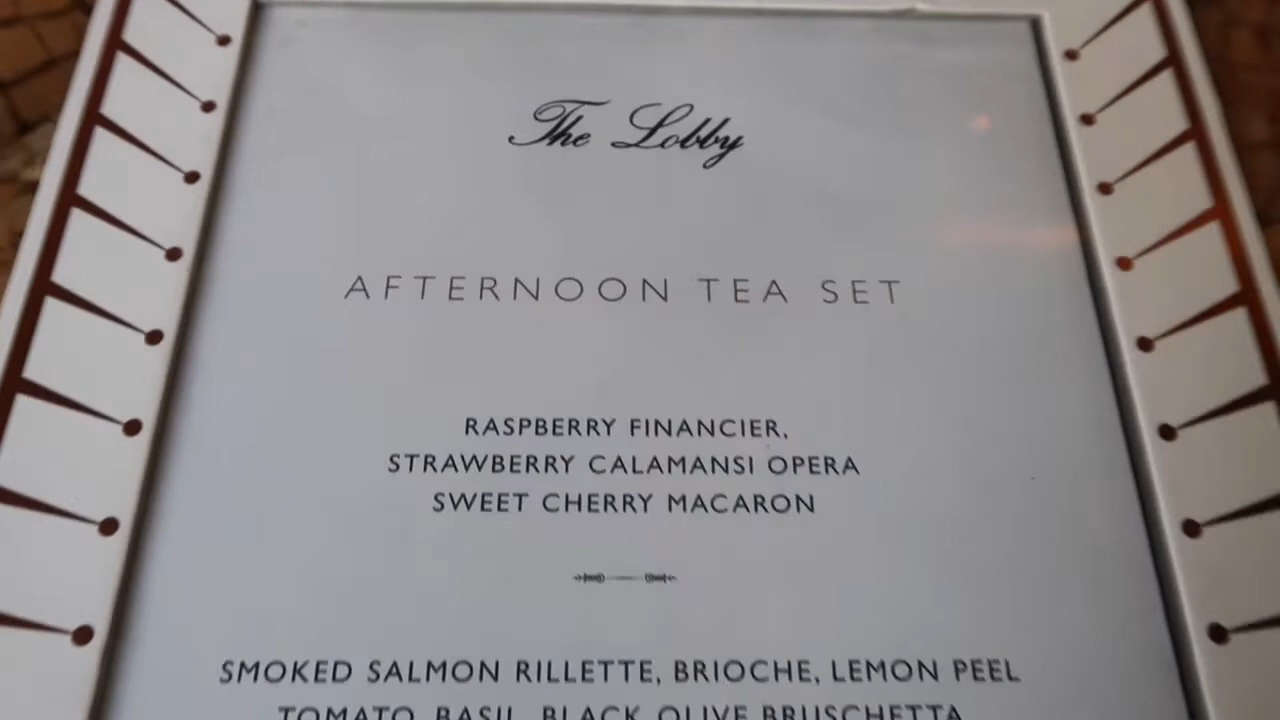 The Lobby
AFTERNOON TEA SET
RASPBERRY FINANCIER,
STRAWBERRY CALAMANSI OPERA
SWEET CHERRY MACARON
SMOKED SALMON RILLETTE, BRIOCHE, LEMON PEEL
TOMATO, BASIL, BLACK OLIVE BRUSCHETTA